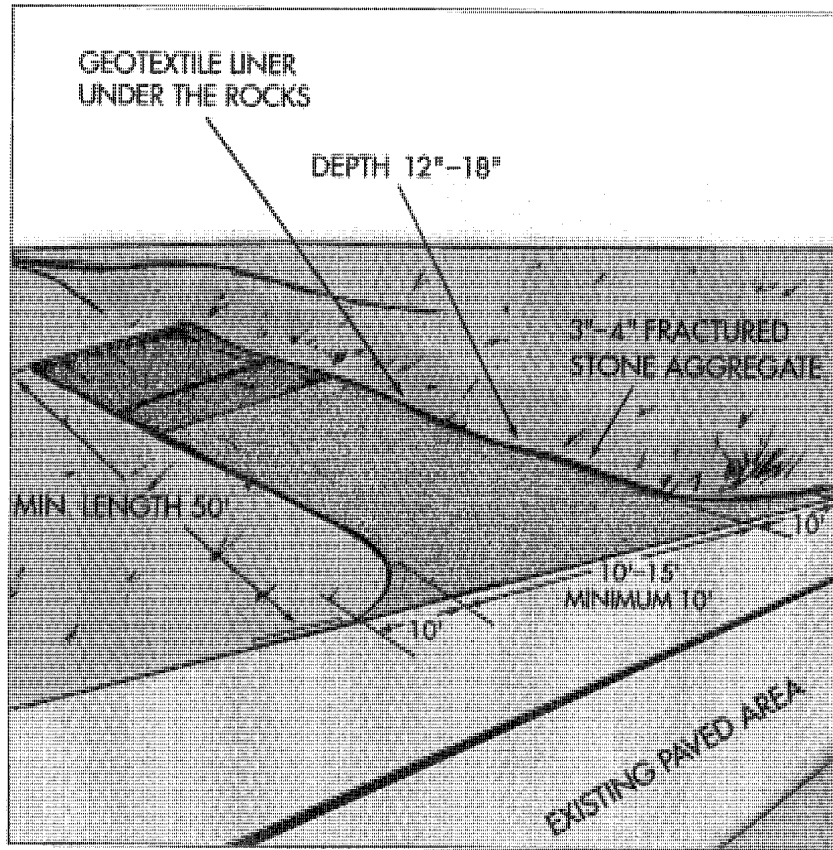 GEOTEXTILE LINER
UNDER THE ROCKS
DEPTH 12"-18"
3"-4" FRACTURED
STONE AGGREGATE
MIN. LENGTH 50'
10'
10'-15'
MINIMUM 10'
10'
EXISTING PAVED AREA